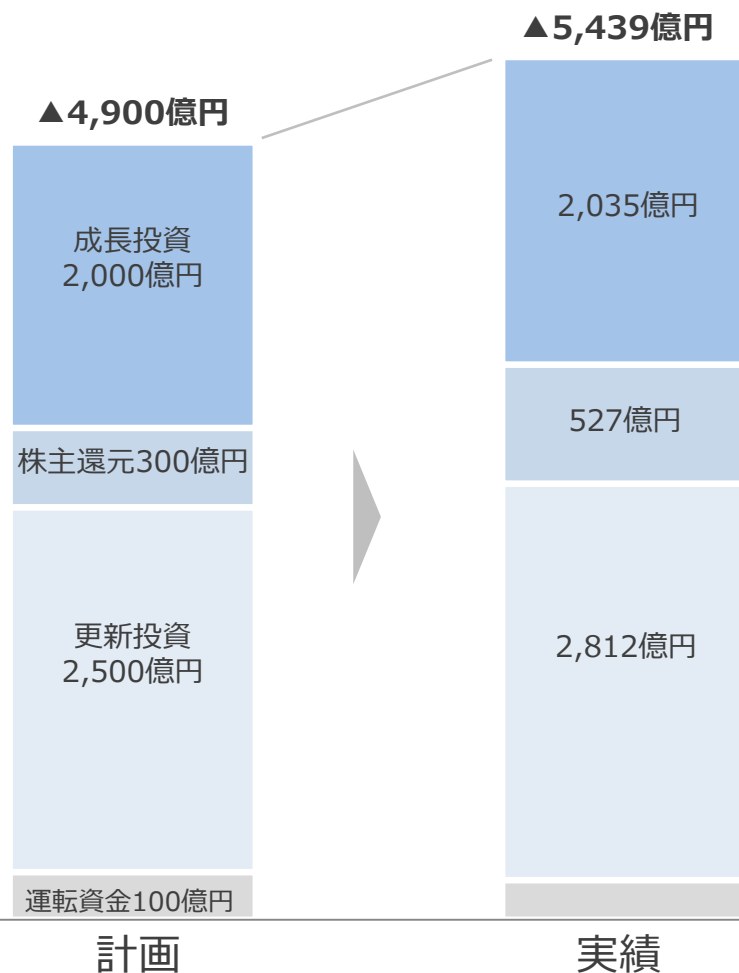 ▲4,900億円
成長投資
2,000億円
株主還元300億円
更新投資
2,500億円
運転資金100億円
計画
▲5,439億円
2,035億円
527億円
2,812億円
実績